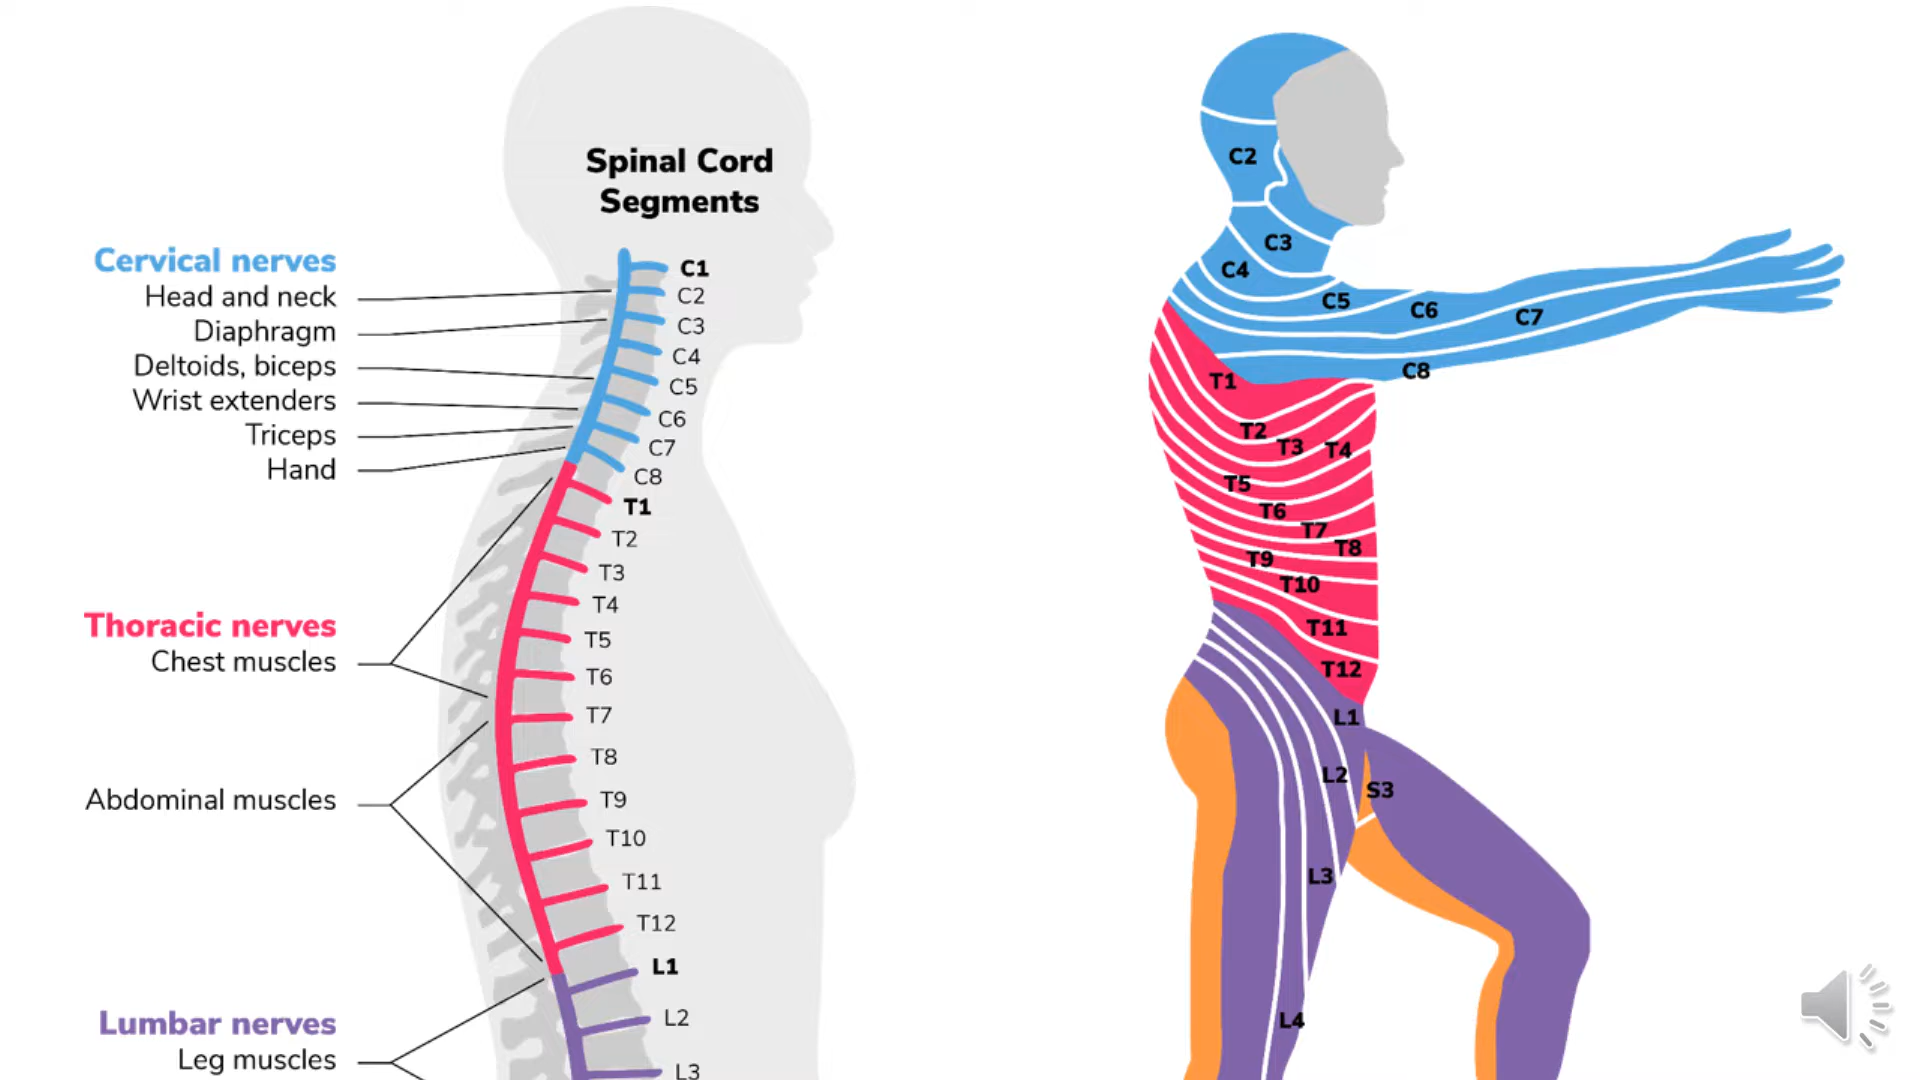 Spinal Cord
Segments
Cervical nerves
Head and neck
Diaphragm
Deltoids, biceps
Wrist extenders
Triceps
Hand
Thoracic nerves
Chest muscles
Abdominal muscles
Lumbar nerves
Leg muscles
C1
C2
C3
C4
C5
C6
C7
C8
T1
T2
T3
T4
T5
T6
T7
T8
T9
T10
T11
T12
L1
L2
L3
C2
C3
C4
C5
C6
C7
C8
T1
T2
T3
T4
T5
T6
T7
T8
T9
T10
T11
T12
L1
L2
S3
L3
L4